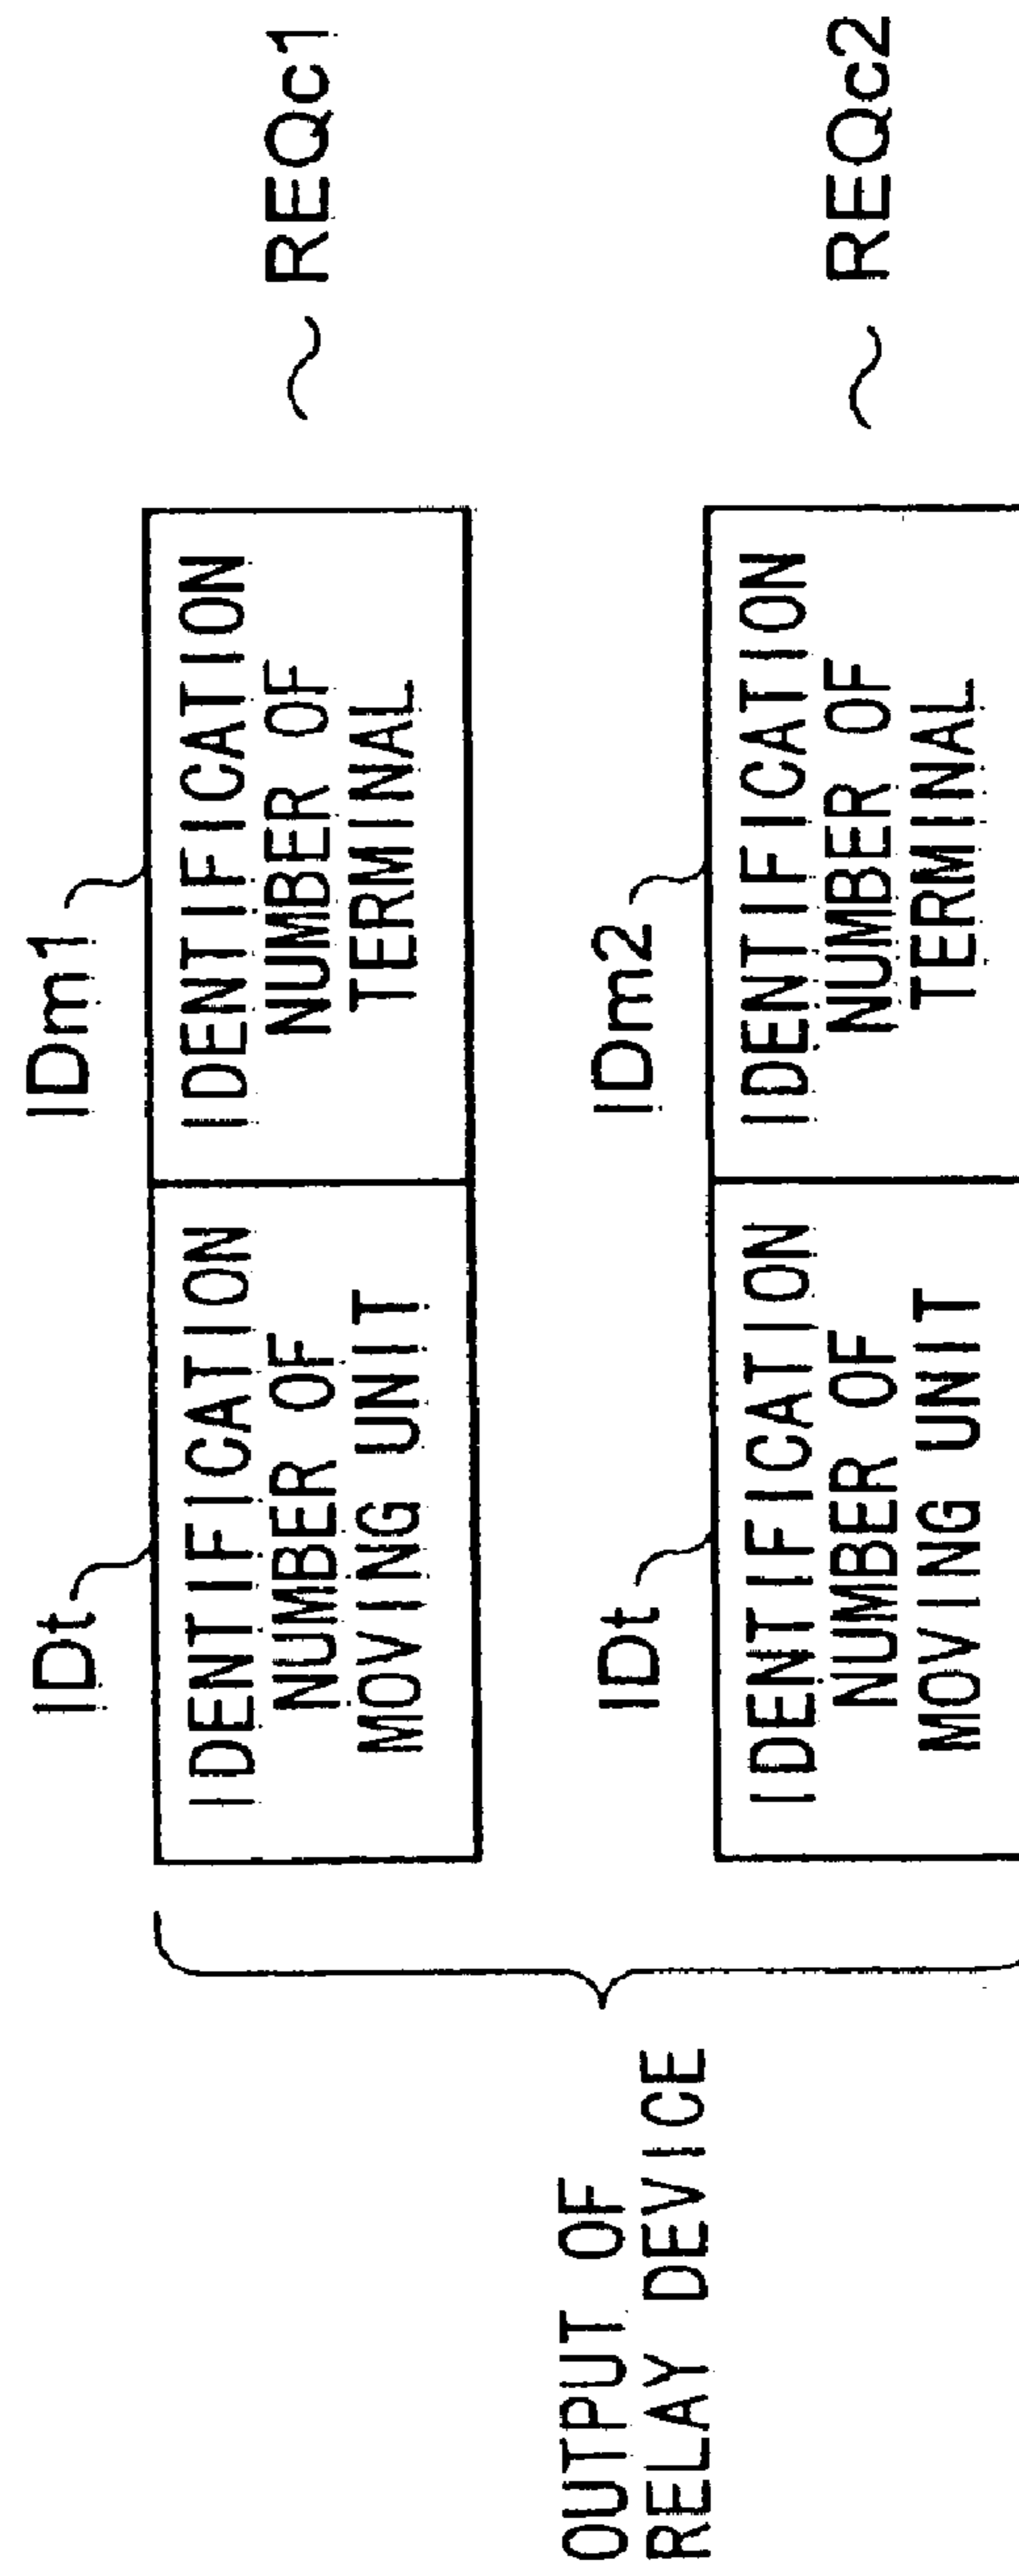 OUTPUT OF
RELAY DEVICE
IDt
IDENTIFICATION
NUMBER OF
MOVING UNIT
IDm1
IDENTIFICATION
NUMBER OF
TERMINAL
~ REQc1
IDt
IDENTIFICATION
NUMBER OF
MOVING UNIT
IDm2
IDENTIFICATION
NUMBER OF
TERMINAL
~ REQc2